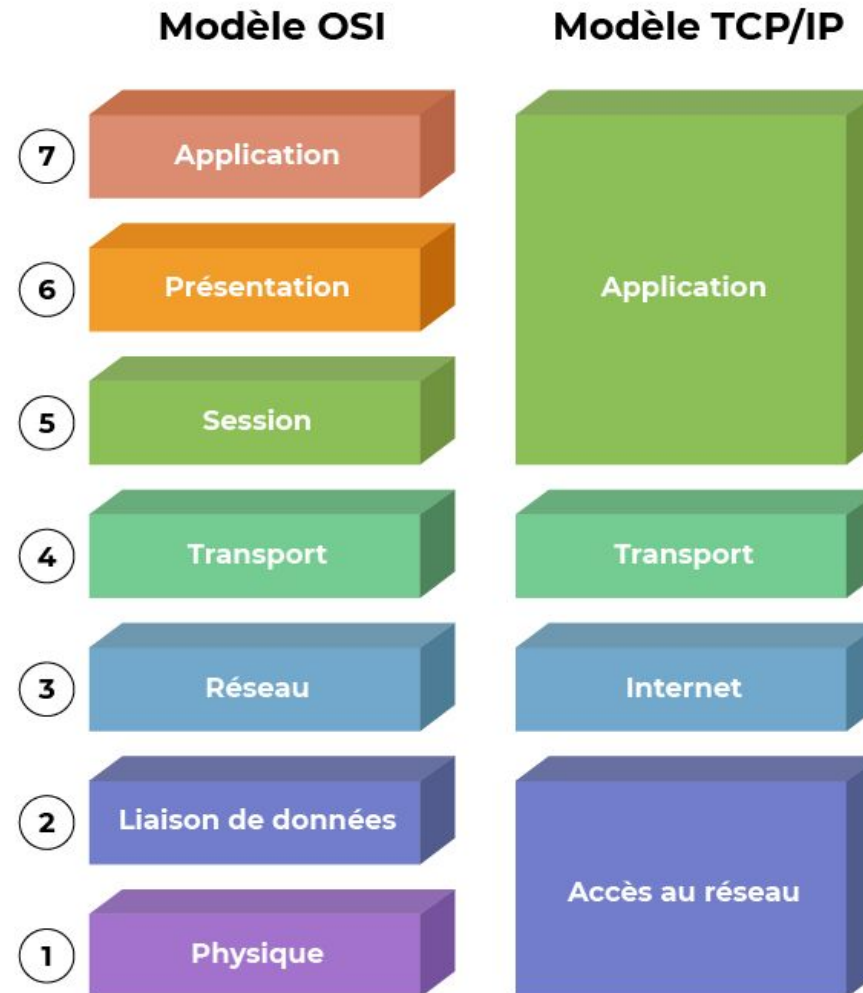 Modèle OSI
Modèle TCP/IP
7
Application
6
Présentation
Application
5
Session
4
Transport
Transport
3
Réseau
Internet
2
Liaison de données
Accès au réseau
1
Physique